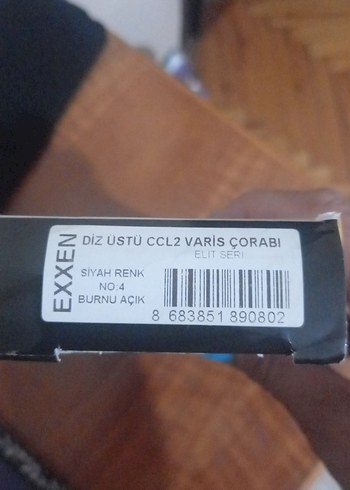 EXXEN
DİZ ÜSTÜ CCL2 VARİS ÇORABI
ELİT SERİ
SİYAH RENK
NO:4
BURNU AÇIK
8 683851 890802